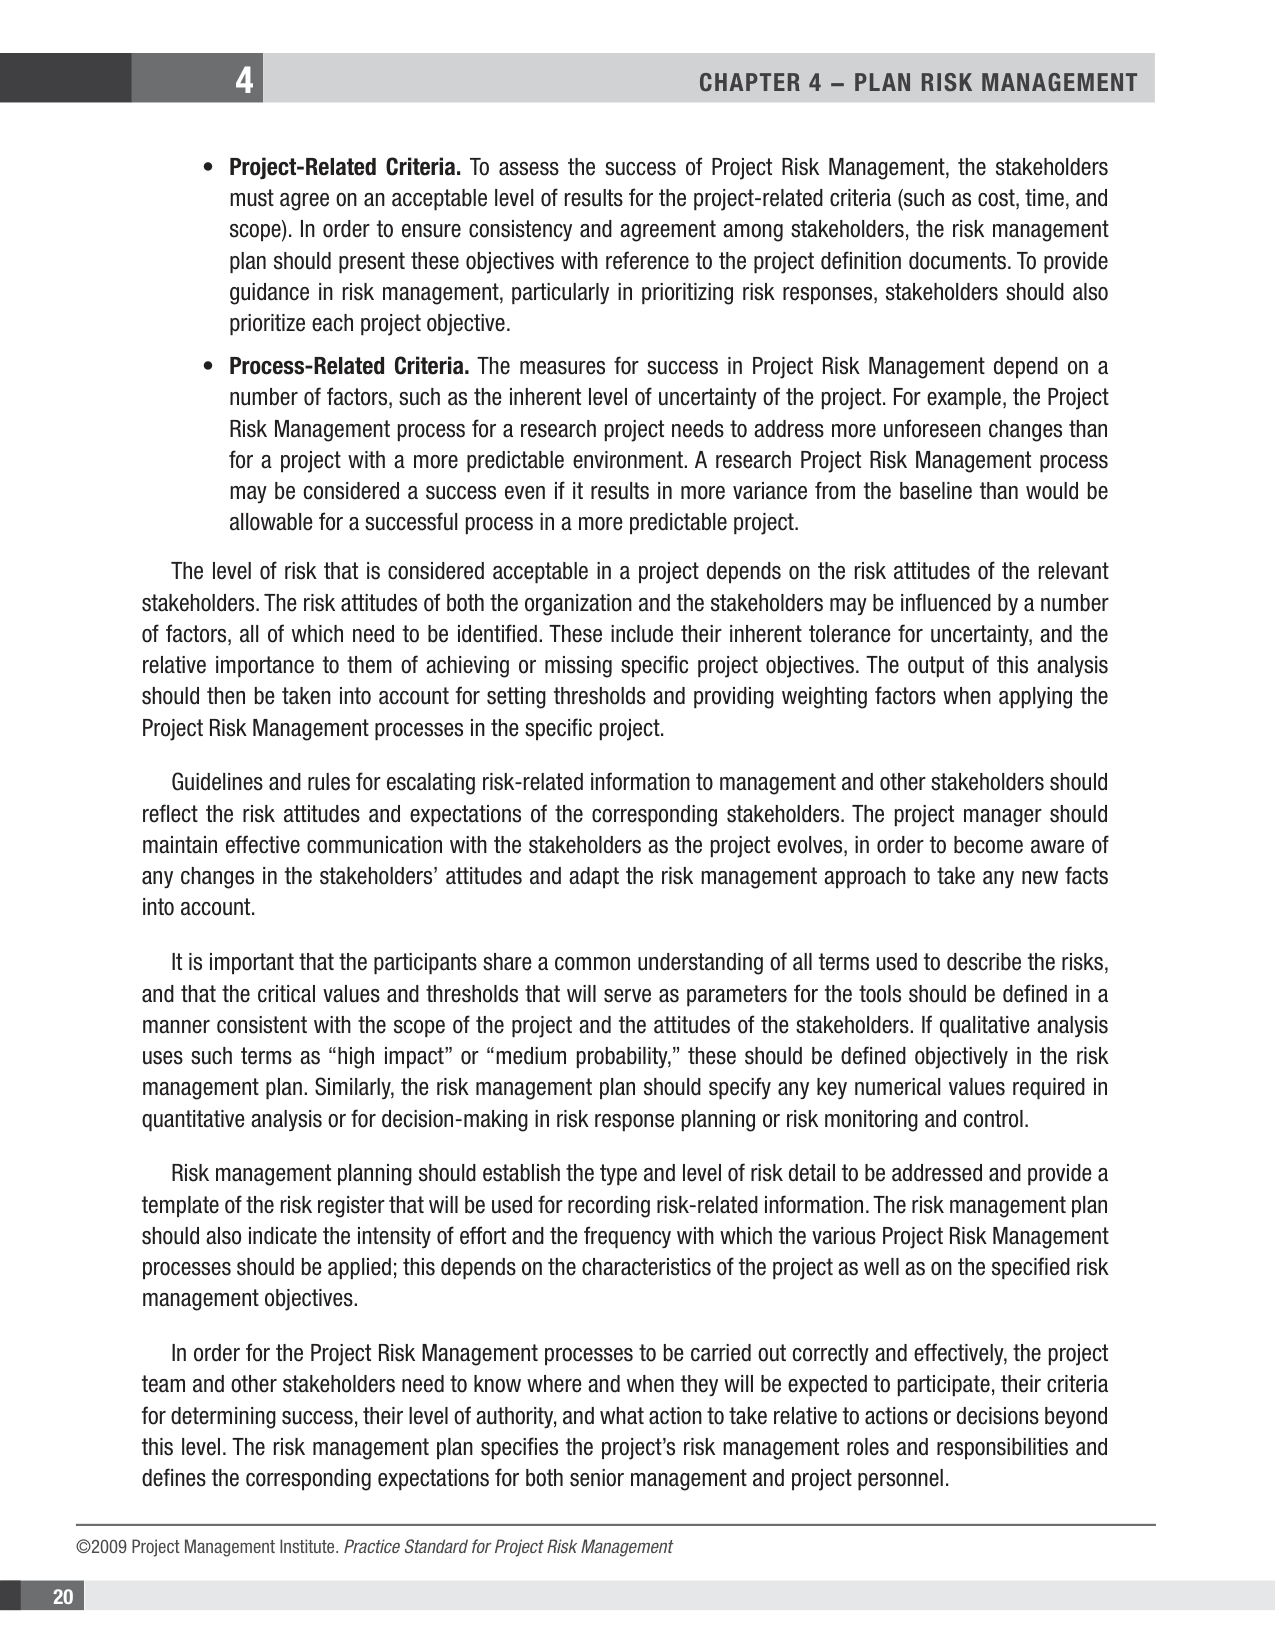 4
CHAPTER 4 – PLAN RISK MANAGEMENT
• Project-Related Criteria. To assess the success of Project Risk Management, the stakeholders
must agree on an acceptable level of results for the project-related criteria (such as cost, time, and
scope). In order to ensure consistency and agreement among stakeholders, the risk management
plan should present these objectives with reference to the project definition documents. To provide
guidance in risk management, particularly in prioritizing risk responses, stakeholders should also
prioritize each project objective.
• Process-Related Criteria. The measures for success in Project Risk Management depend on a
number of factors, such as the inherent level of uncertainty of the project. For example, the Project
Risk Management process for a research project needs to address more unforeseen changes than
for a project with a more predictable environment. A research Project Risk Management process
may be considered a success even if it results in more variance from the baseline than would be
allowable for a successful process in a more predictable project.
The level of risk that is considered acceptable in a project depends on the risk attitudes of the relevant
stakeholders. The risk attitudes of both the organization and the stakeholders may be influenced by a number
of factors, all of which need to be identified. These include their inherent tolerance for uncertainty, and the
relative importance to them of achieving or missing specific project objectives. The output of this analysis
should then be taken into account for setting thresholds and providing weighting factors when applying the
Project Risk Management processes in the specific project.
Guidelines and rules for escalating risk-related information to management and other stakeholders should
reflect the risk attitudes and expectations of the corresponding stakeholders. The project manager should
maintain effective communication with the stakeholders as the project evolves, in order to become aware of
any changes in the stakeholders’ attitudes and adapt the risk management approach to take any new facts
into account.
It is important that the participants share a common understanding of all terms used to describe the risks,
and that the critical values and thresholds that will serve as parameters for the tools should be defined in a
manner consistent with the scope of the project and the attitudes of the stakeholders. If qualitative analysis
uses such terms as “high impact” or “medium probability,” these should be defined objectively in the risk
management plan. Similarly, the risk management plan should specify any key numerical values required in
quantitative analysis or for decision-making in risk response planning or risk monitoring and control.
Risk management planning should establish the type and level of risk detail to be addressed and provide a
template of the risk register that will be used for recording risk-related information. The risk management plan
should also indicate the intensity of effort and the frequency with which the various Project Risk Management
processes should be applied; this depends on the characteristics of the project as well as on the specified risk
management objectives.
In order for the Project Risk Management processes to be carried out correctly and effectively, the project
team and other stakeholders need to know where and when they will be expected to participate, their criteria
for determining success, their level of authority, and what action to take relative to actions or decisions beyond
this level. The risk management plan specifies the project’s risk management roles and responsibilities and
defines the corresponding expectations for both senior management and project personnel.
©2009 Project Management Institute. Practice Standard for Project Risk Management
20